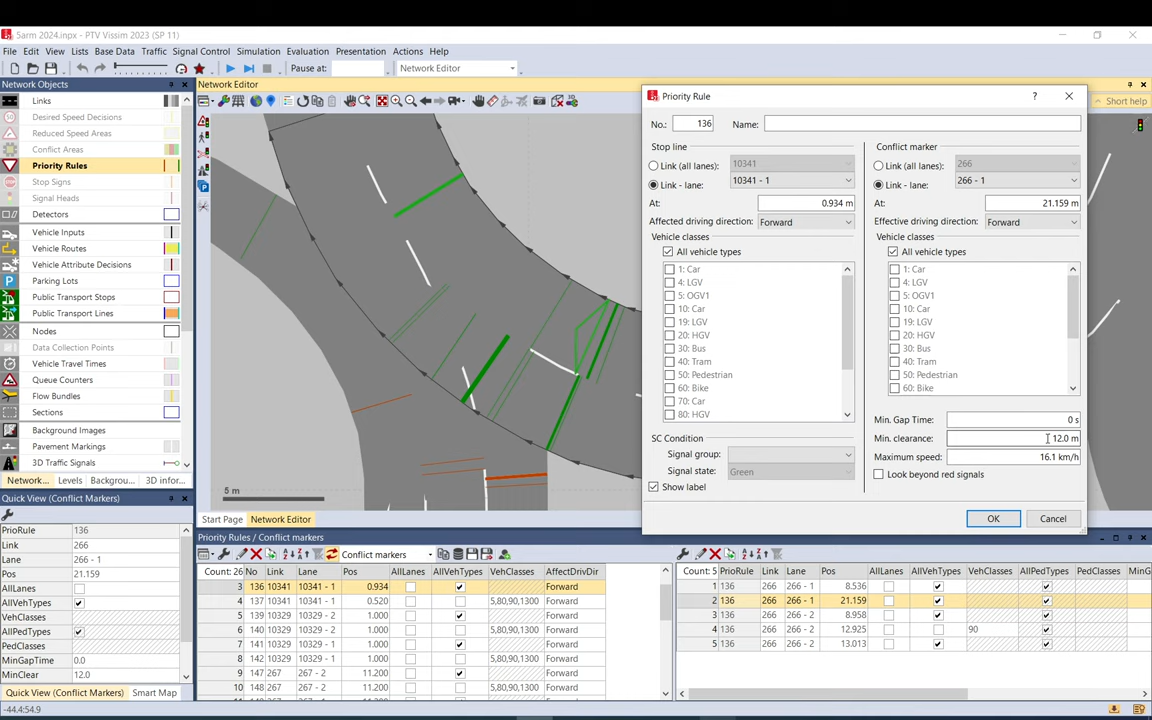 Sarm 2024.inpx - PTV Vissim 2023 (SP 11)
File Edit View Lists Base Data Traffic Signal Control Simulation Evaluation Presentation Actions Help
Pause at: Network Editor
Network Objects
Links
Desired Speed Decisions
Reduced Speed Areas
Conflict Areas
Priority Rules
Stop Signs
Signal Heads
Detectors
Vehicle Inputs
Vehicle Routes
Vehicle Attribute Decisions
Parking Lots
Public Transport Stops
Public Transport Lines
Nodes
Data Collection Points
Vehicle Travel Times
Queue Counters
Flow Bundles
Sections
Background Images
Pavement Markings
3D Traffic Signals
Network... Levels Backgrou... 3D infor...
Quick View (Conflict Markers)
PrioRule 136
Link 266
Lane 266 - 1
Pos 21.159
AllLanes
AllVehTypes
VehClasses
AllPedTypes
PedClasses
MinGapTime 0.0
MinClear 12.0
Quick View (Conflict Markers) Smart Map
-44.4:54.9
Network Editor
Short help
5 m
Start Page Network Editor
Priority Rule
?
No.: 136 Name:
Stop line
Link (all lanes): 10341
Link - lane: 10341 - 1
At: 0.934 m
Affected driving direction: Forward
Vehicle classes
All vehicle types
1: Car
4: LGV
5: OGV1
10: Car
19: LGV
20: HGV
30: Bus
40: Tram
50: Pedestrian
60: Bike
70: Car
80: HGV
SC Condition
Signal group:
Signal state: Green
Show label
Conflict marker
Link (all lanes): 266
Link - lane: 266 - 1
At: 21.159 m
Effective driving direction: Forward
Vehicle classes
All vehicle types
1: Car
4: LGV
5: OGV1
10: Car
19: LGV
20: HGV
30: Bus
40: Tram
50: Pedestrian
60: Bike
Min. Gap Time: 0 s
Min. clearance: 12.0 m
Maximum speed: 16.1 km/h
Look beyond red signals
OK Cancel
Priority Rules / Conflict markers
Conflict markers
Count: 26 No Link Lane Pos AllLanes AllVehTypes VehClasses AffectDrivDir
3 136 10341 10341 - 1 0.934 Forward
4 137 10341 10341 - 1 0.520 5,80,90,1300 Forward
5 139 10329 10329 - 2 1.000 Forward
6 140 10329 10329 - 2 1.000 5,80,90,1300 Forward
7 141 10329 10329 - 1 1.000 Forward
8 142 10329 10329 - 1 1.000 5,80,90,1300 Forward
9 147 267 267 - 2 11.200 Forward
10 148 267 267 - 2 11.200 5,80,90,1300 Forward
Count: 5 PrioRule Link Lane Pos AllLanes AllVehTypes VehClasses AllPedTypes PedClasses MinG
1 136 266 266 - 1 8.536
2 136 266 266 - 1 21.159
3 136 266 266 - 2 8.958
4 136 266 266 - 2 12.925 90
5 136 266 266 - 2 13.013